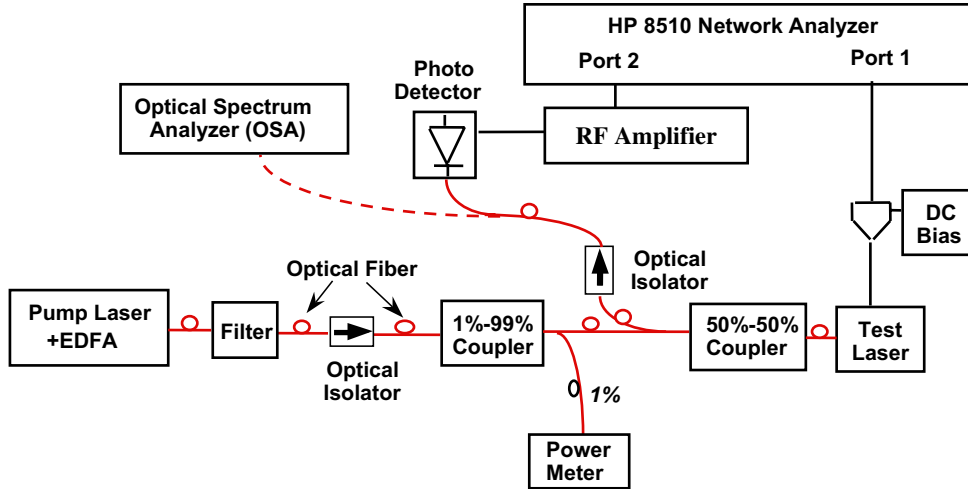 HP 8510 Network Analyzer
Port 2
Port 1
Photo
Detector
Optical Spectrum
Analyzer (OSA)
RF Amplifier
DC
Bias
Optical
Isolator
Optical Fiber
Pump Laser
+EDFA
Filter
Optical
Isolator
1%-99%
Coupler
50%-50%
Coupler
Test
Laser
1%
Power
Meter